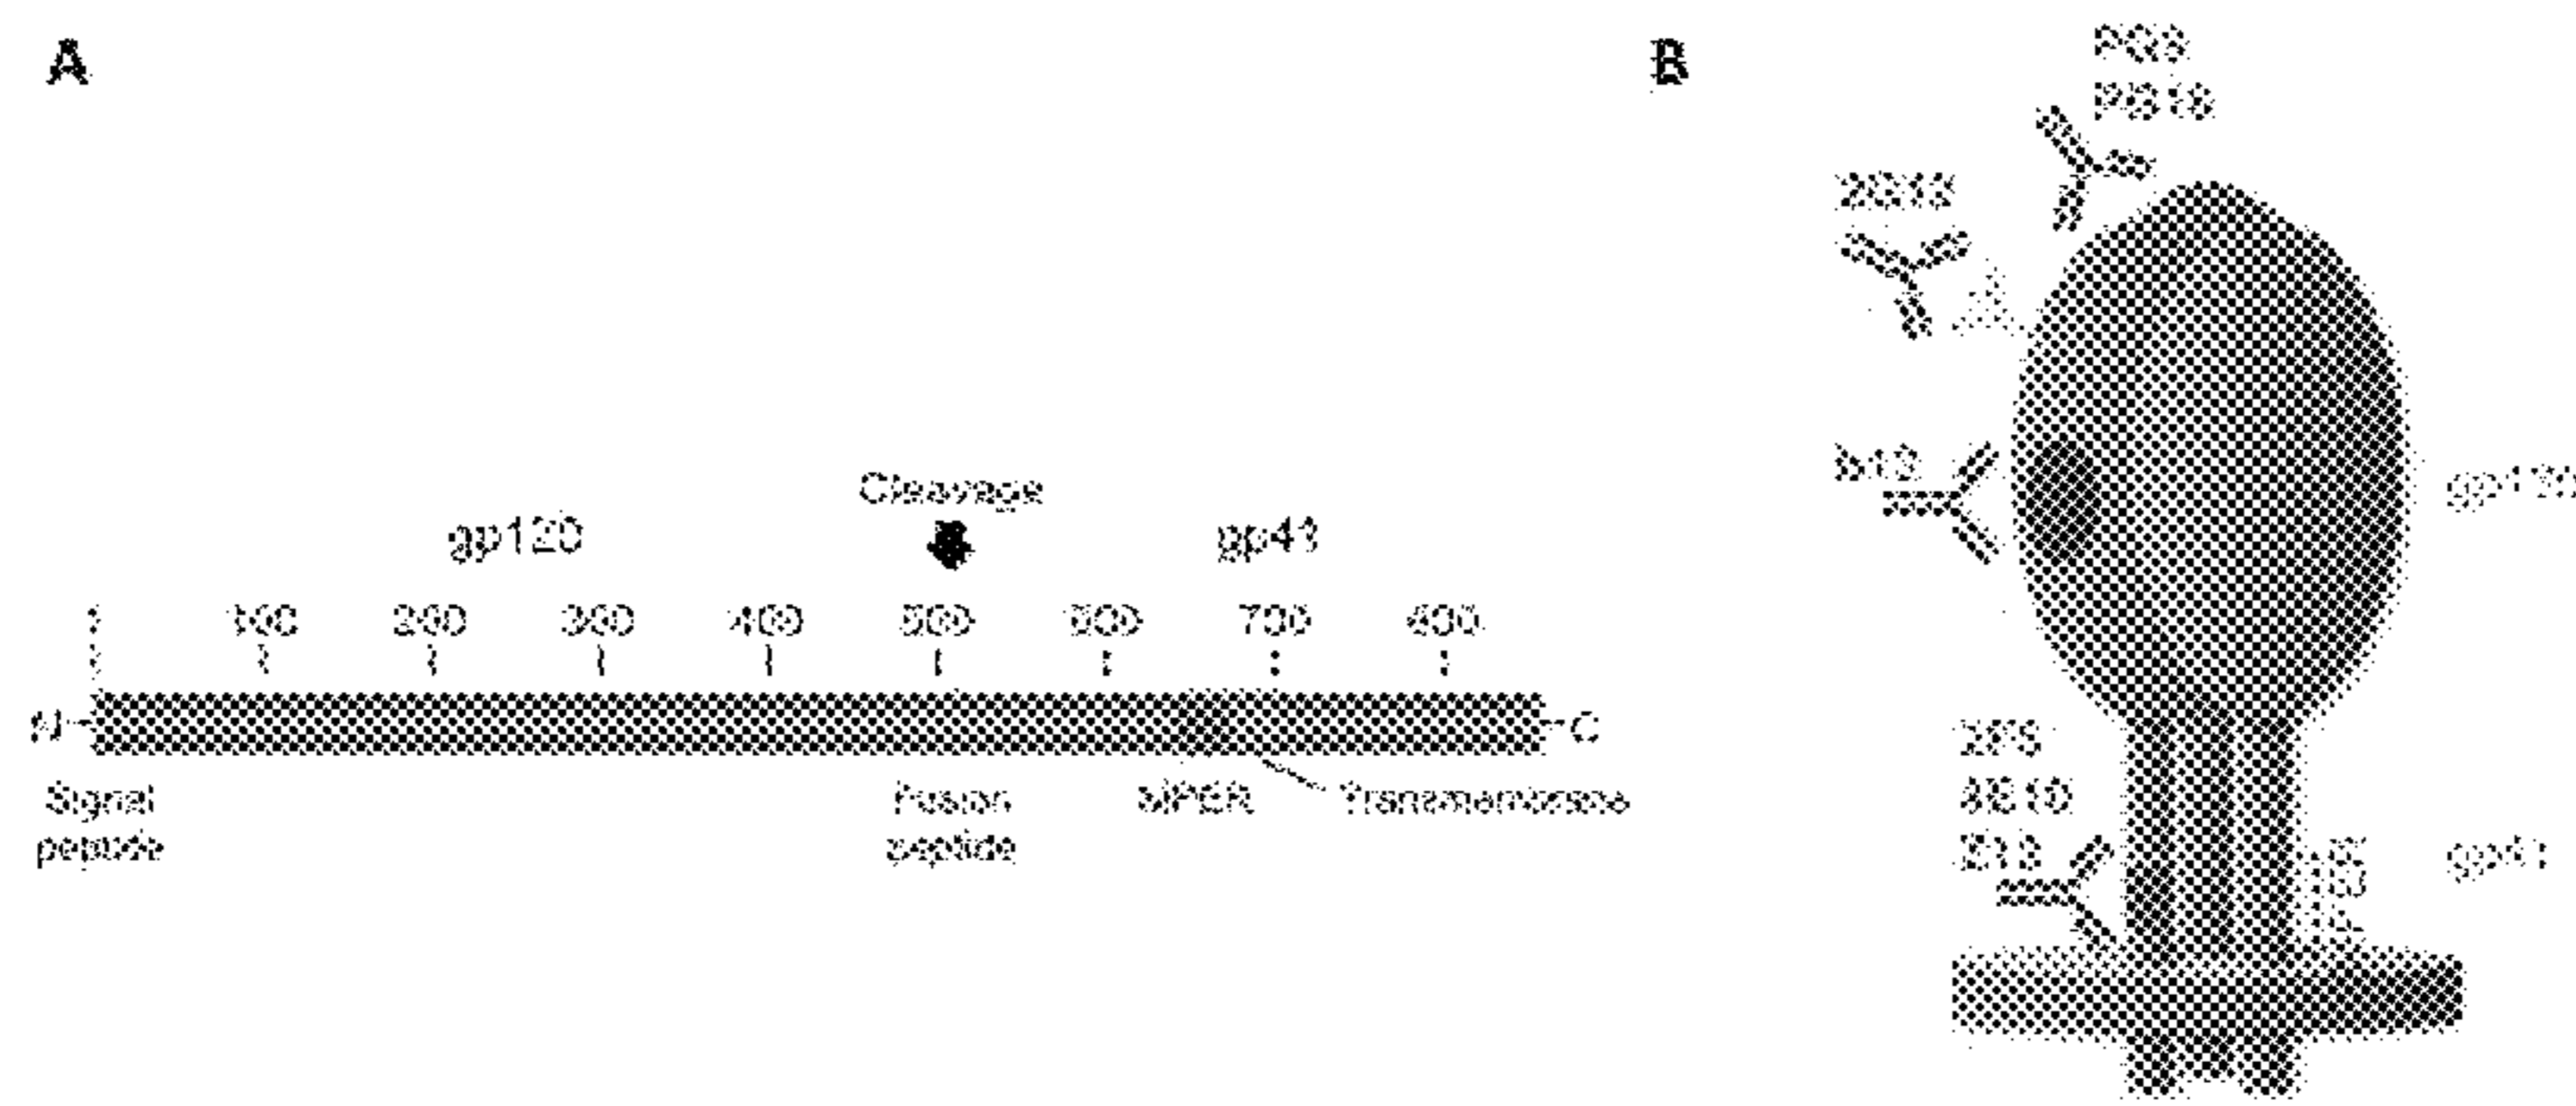 A
Cleavage
gp120
gp41
100 200 300 400 500 600 700 800
N
C
Signal
peptide
Fusion
peptide
MPER
Transmembrane
B
PG9
PG16
2G12
b12
gp120
2F5
4E10
Z13
gp41